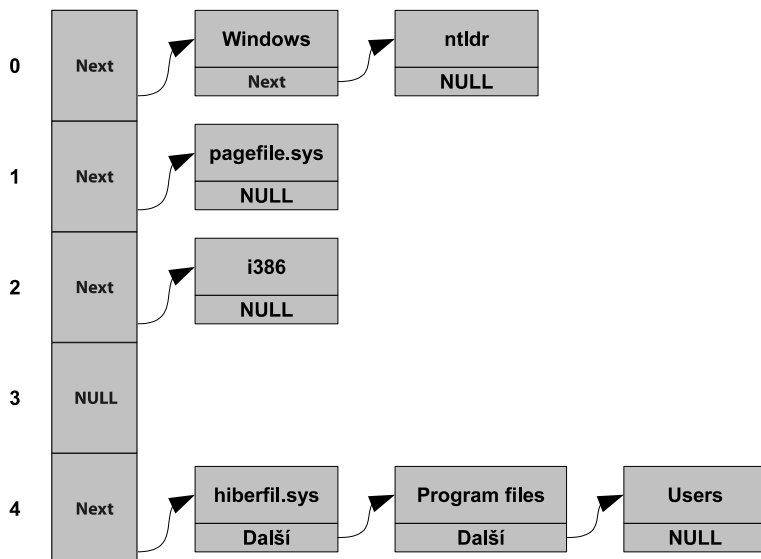 Windows
ntldr
0
Next
Next
NULL
pagefile.sys
1
Next
NULL
i386
2
Next
NULL
3
NULL
hiberfil.sys
Program files
Users
4
Next
Další
Další
NULL